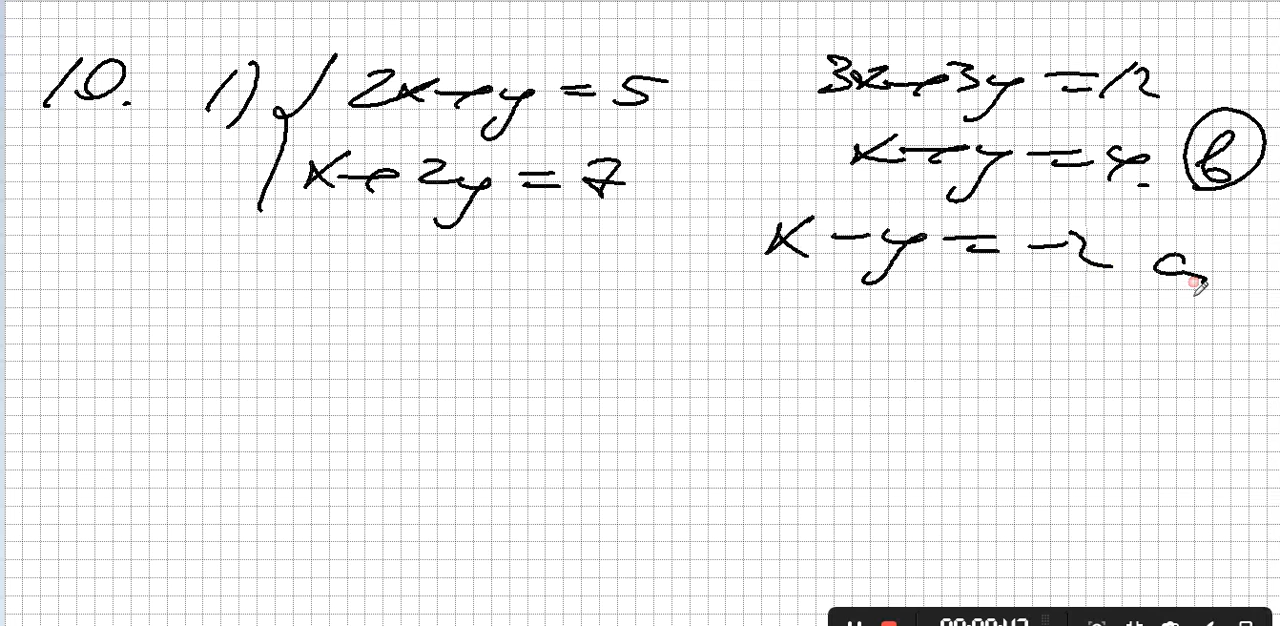 10. 1) { 2x+y=5
x+2y=7
3x+3y=12
x+y=4. b
x-y=-2 a